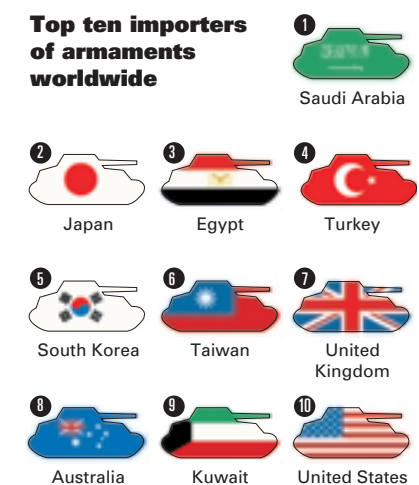 Top ten importers
of armaments
worldwide
1
Saudi Arabia
2
Japan
3
Egypt
4
Turkey
5
South Korea
6
Taiwan
7
United
Kingdom
8
Australia
9
Kuwait
10
United States